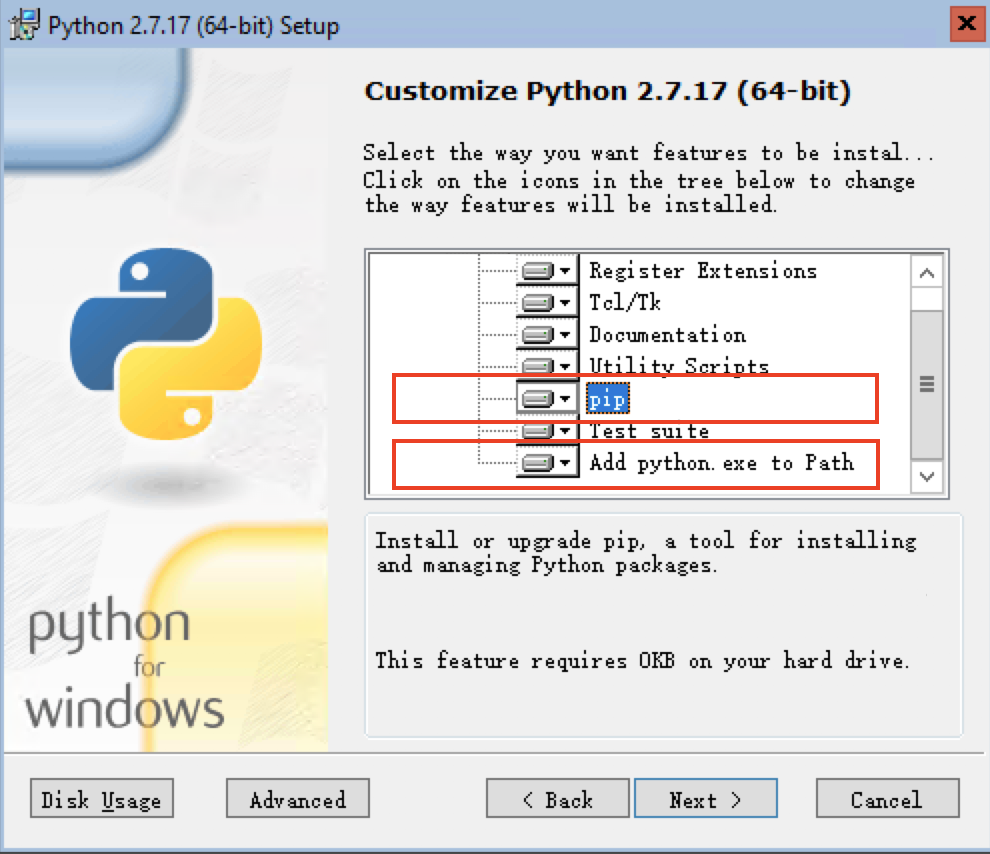 Python 2.7.17 (64-bit) Setup
Customize Python 2.7.17 (64-bit)
Select the way you want features to be instal...
Click on the icons in the tree below to change
the way features will be installed.
Register Extensions
Tcl/Tk
Documentation
Utility Scripts
pip
Test suite
Add python.exe to Path
Install or upgrade pip, a tool for installing
and managing Python packages.
This feature requires 0KB on your hard drive.
python
for
windows
Disk Usage
Advanced
< Back
Next >
Cancel